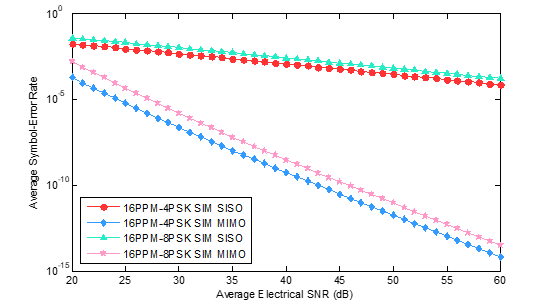 10^0
10^-5
10^-10
10^-15
Average Symbol-Error Rate
16PPM-4PSK SIM SISO
16PPM-4PSK SIM MIMO
16PPM-8PSK SIM SISO
16PPM-8PSK SIM MIMO
20 25 30 35 40 45 50 55 60
Average Electrical SNR (dB)